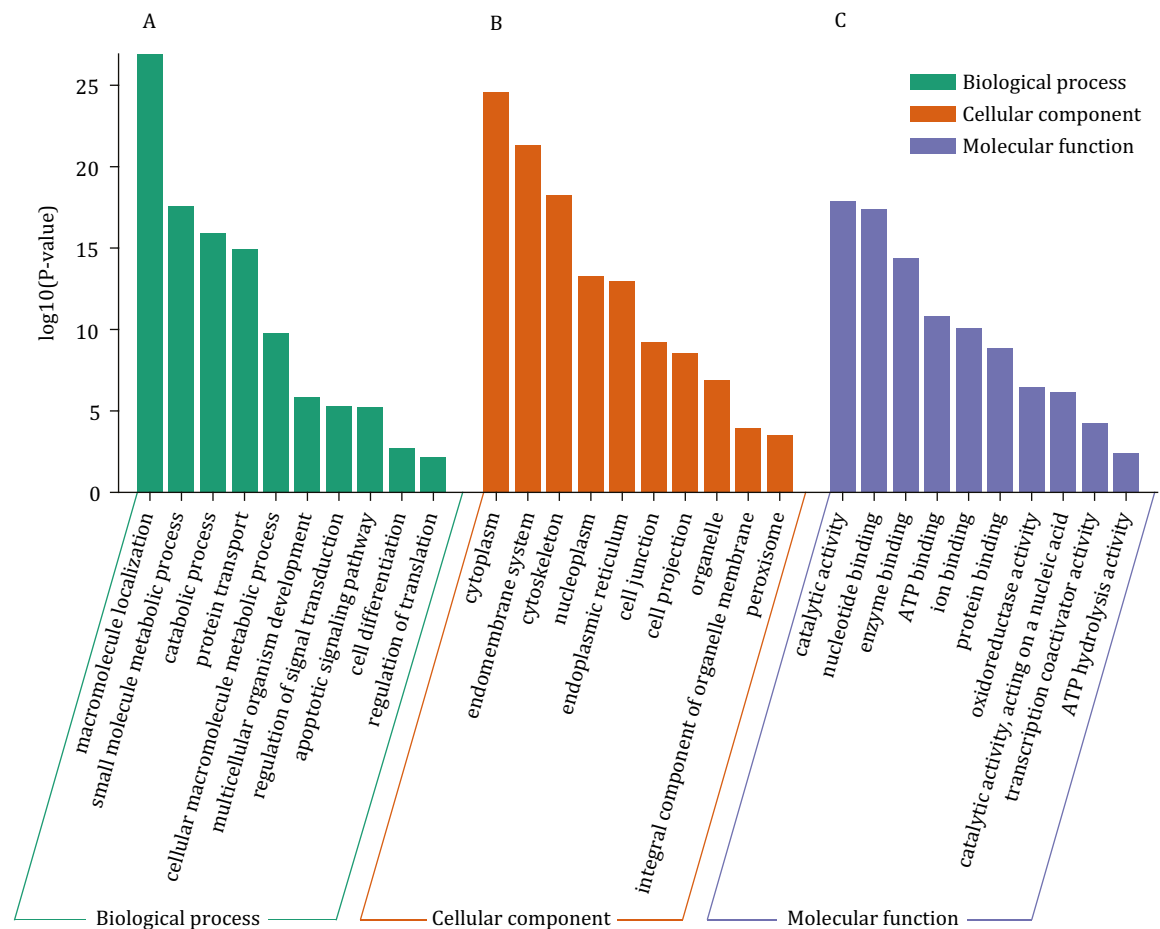 A
B
C
Biological process
Cellular component
Molecular function
log10(P-value)
25
20
15
10
5
0
macromolecule localization
small molecule metabolic process
catabolic process
protein transport
cellular macromolecule metabolic process
multicellular organism development
regulation of signal transduction
apoptotic signaling pathway
cell differentiation
regulation of translation
cytoplasm
endomembrane system
cytoskeleton
nucleoplasm
endoplasmic reticulum
cell junction
cell projection
organelle
integral component of organelle membrane
peroxisome
catalytic activity
nucleotide binding
enzyme binding
ATP binding
ion binding
protein binding
oxidoreductase activity
catalytic activity, acting on a nucleic acid
transcription coactivator activity
ATP hydrolysis activity
Biological process
Cellular component
Molecular function